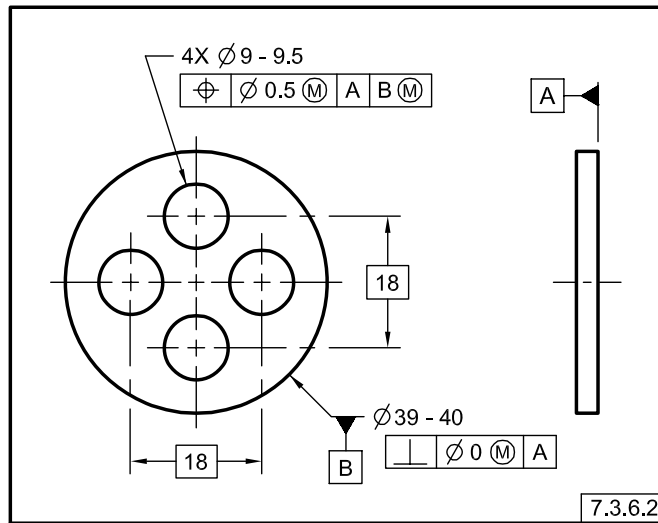 4X ∅ 9 - 9.5
⌖ ∅ 0.5 Ⓜ A B Ⓜ
A
18
18
∅ 39 - 40
⟂ ∅ 0 Ⓜ A
B
7.3.6.2